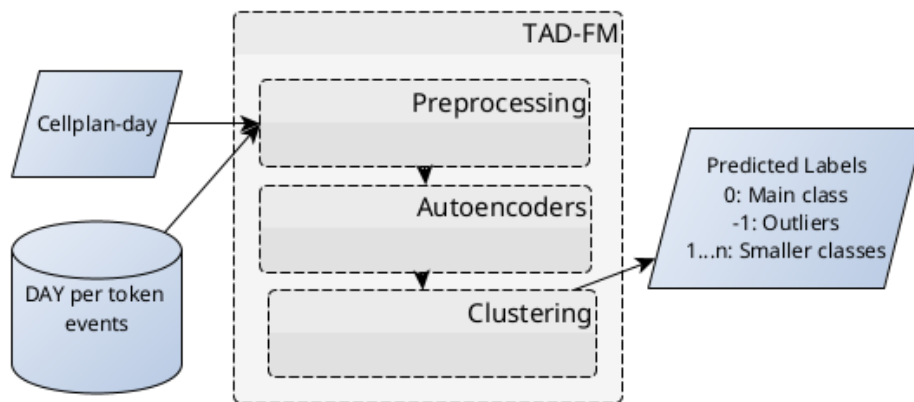 TAD-FM
Preprocessing
Cellplan-day
Autoencoders
DAY per token
events
Clustering
Predicted Labels
0: Main class
-1: Outliers
1...n: Smaller classes